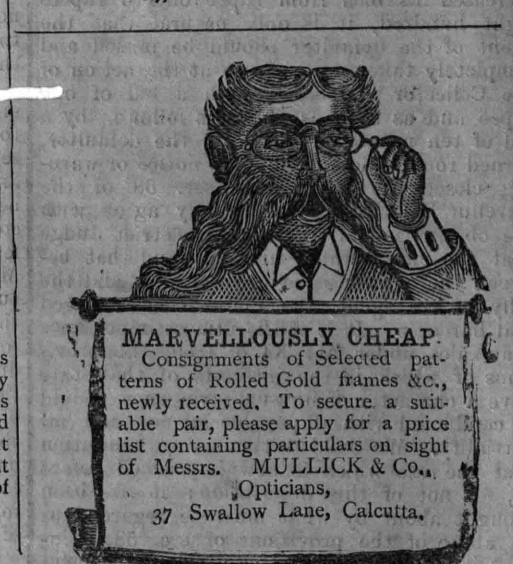 MARVELLOUSLY CHEAP.
Consignments of Selected pat-
terns of Rolled Gold frames &c.,
newly received. To secure a suit-
able pair, please apply for a price
list containing particulars on sight
of Messrs. MULLICK & Co.,
Opticians,
37 Swallow Lane, Calcutta.